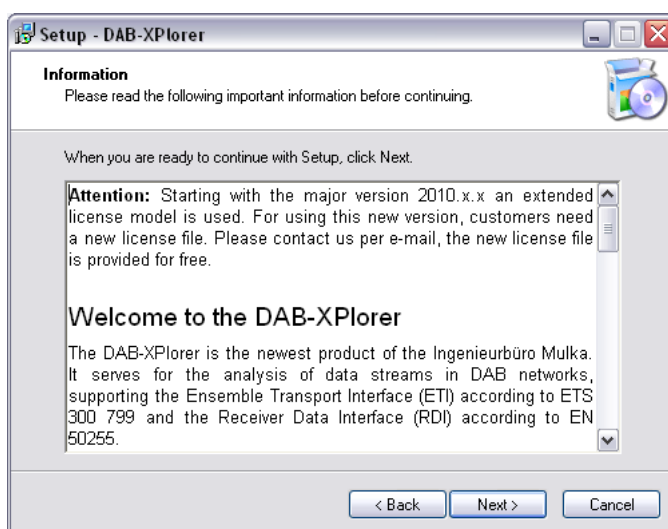 Setup - DAB-XPlorer
Information
Please read the following important information before continuing.
When you are ready to continue with Setup, click Next.
Attention: Starting with the major version 2010.x.x an extended
license model is used. For using this new version, customers need
a new license file. Please contact us per e-mail, the new license file
is provided for free.
Welcome to the DAB-XPlorer
The DAB-XPlorer is the newest product of the Ingenieurbüro Mulka.
It serves for the analysis of data streams in DAB networks,
supporting the Ensemble Transport Interface (ETI) according to ETS
300 799 and the Receiver Data Interface (RDI) according to EN
50255.
< Back Next > Cancel